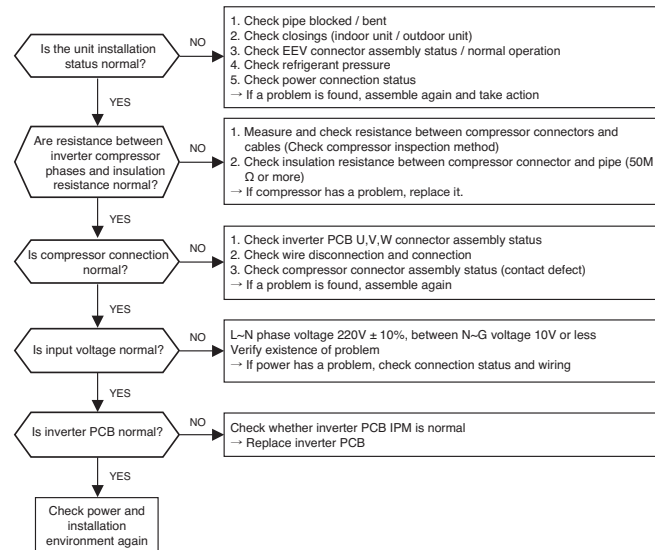 Is the unit installation
status normal?
NO
1. Check pipe blocked / bent
2. Check closings (indoor unit / outdoor unit)
3. Check EEV connector assembly status / normal operation
4. Check refrigerant pressure
5. Check power connection status
→ If a problem is found, assemble again and take action
YES
Are resistance between
inverter compressor
phases and insulation
resistance normal?
NO
1. Measure and check resistance between compressor connectors and
cables (Check compressor inspection method)
2. Check insulation resistance between compressor connector and pipe (50M
Ω or more)
→ If compressor has a problem, replace it.
YES
Is compressor connection
normal?
NO
1. Check inverter PCB U,V,W connector assembly status
2. Check wire disconnection and connection
3. Check compressor connector assembly status (contact defect)
→ If a problem is found, assemble again
YES
Is input voltage normal?
NO
L~N phase voltage 220V ± 10%, between N~G voltage 10V or less
Verify existence of problem
→ If power has a problem, check connection status and wiring
YES
Is inverter PCB normal?
NO
Check whether inverter PCB IPM is normal
→ Replace inverter PCB
YES
Check power and
installation
environment again